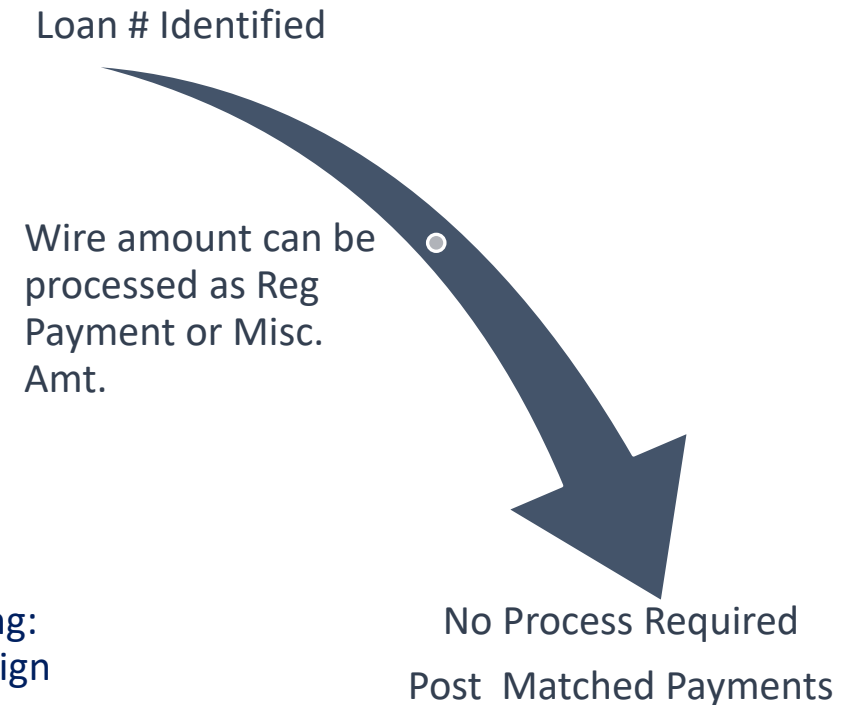 Loan # Identified
Wire amount can be
processed as Reg
Payment or Misc.
Amt.
No Process Required
Post Matched Payments